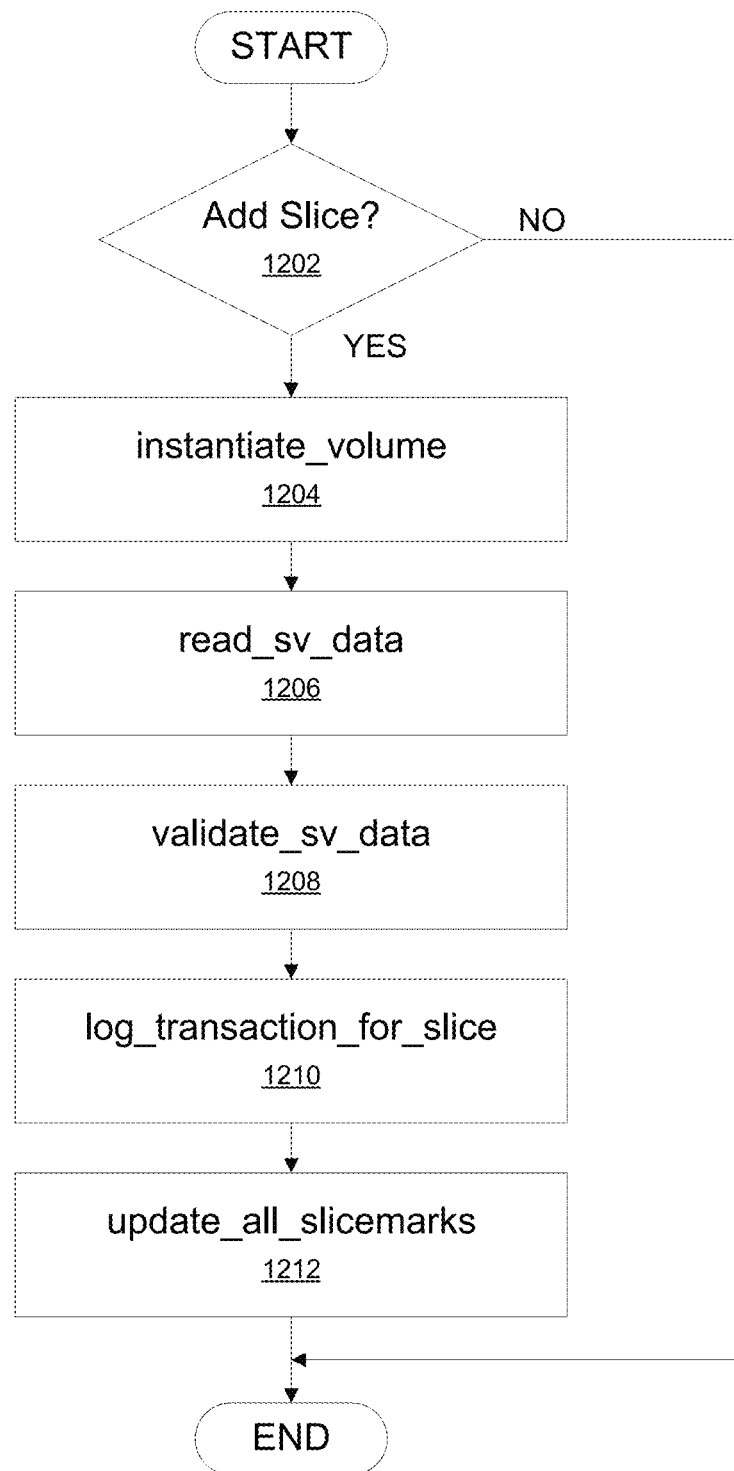 START
Add Slice?
1202
NO
YES
instantiate_volume
1204
read_sv_data
1206
validate_sv_data
1208
log_transaction_for_slice
1210
update_all_slicemarks
1212
END